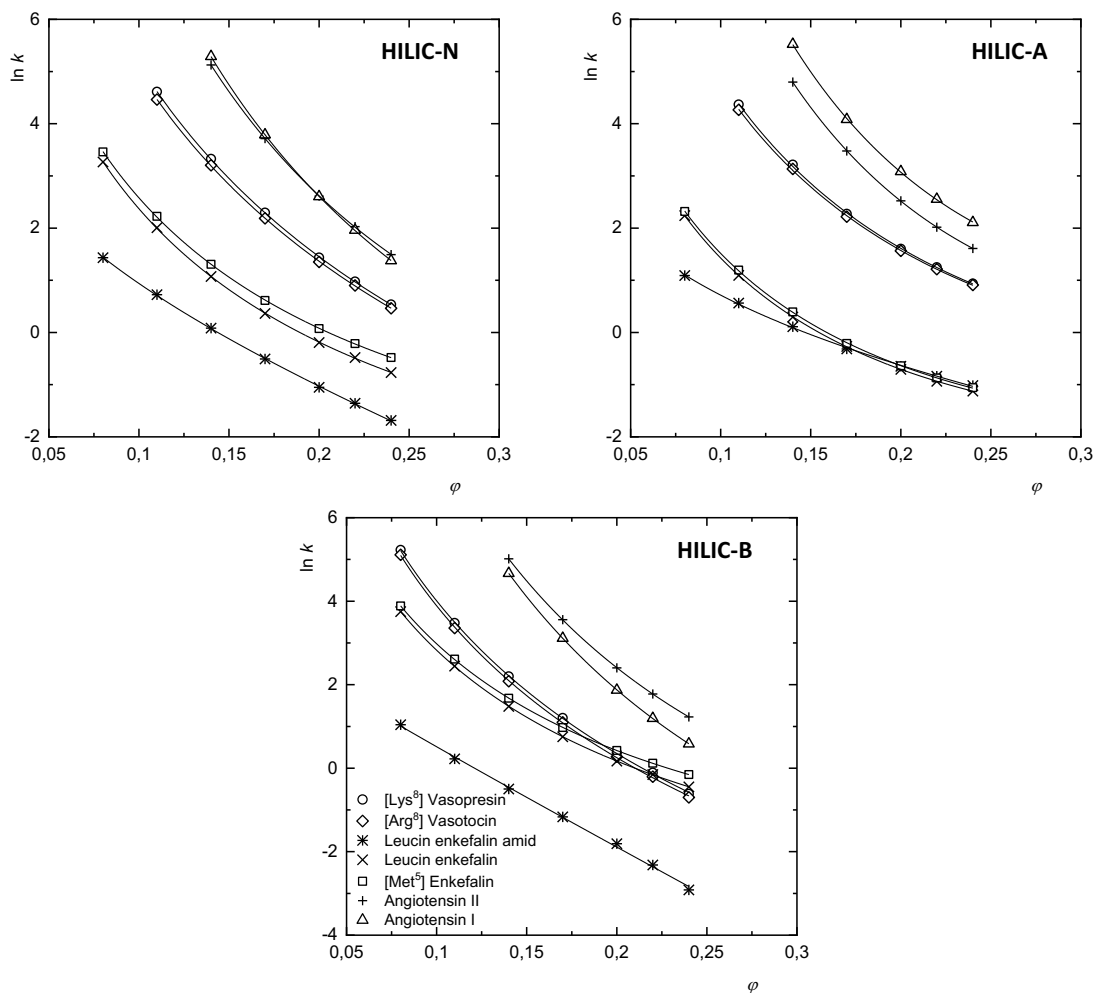 HILIC-N
ln k
6
4
2
0
-2
0,05
0,1
0,15
0,2
0,25
0,3
φ
HILIC-A
ln k
6
4
2
0
-2
0,05
0,1
0,15
0,2
0,25
0,3
φ
HILIC-B
ln k
6
4
2
0
-2
-4
[Lys⁸] Vasopresin
[Arg⁸] Vasotocin
Leucin enkefalin amid
Leucin enkefalin
[Met⁵] Enkefalin
Angiotensin II
Angiotensin I
0,05
0,1
0,15
0,2
0,25
0,3
φ